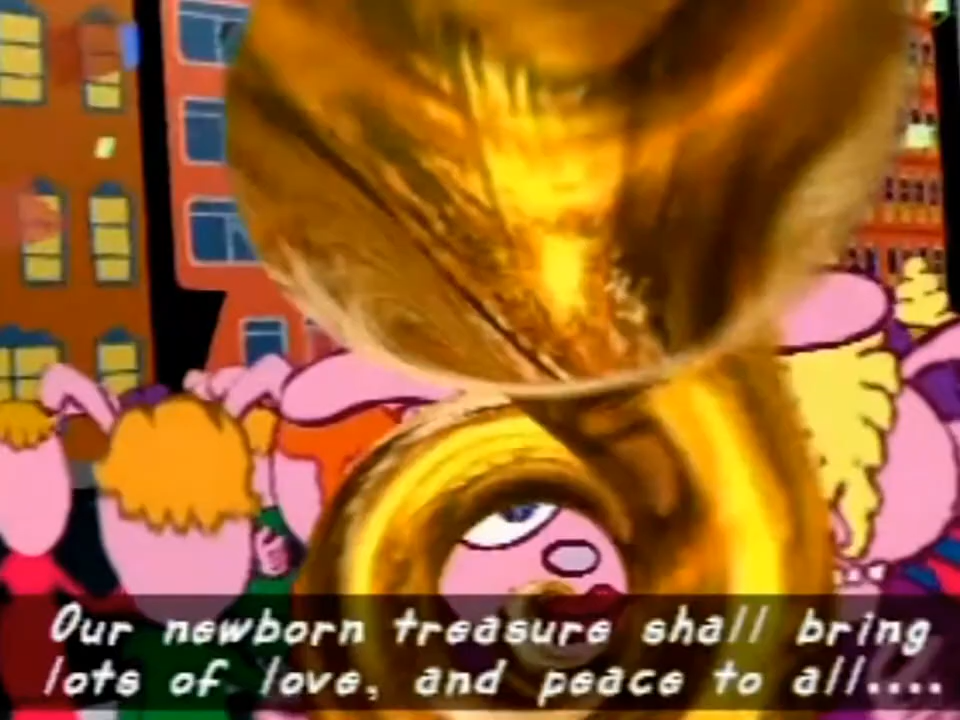 Our newborn treasure shall bring
lots of love, and peace to all....